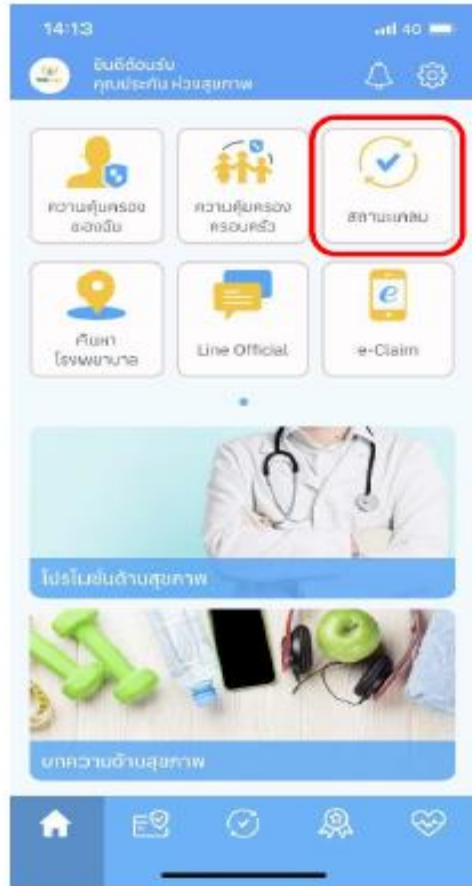 14:13
4G
ยินดีต้อนรับ
คุณประกัน ห่วงสุขภาพ
ความคุ้มครอง
ของฉัน
ความคุ้มครอง
ครอบครัว
สถานะเคลม
ค้นหา
โรงพยาบาล
Line Official
e-Claim
โปรโมชั่นด้านสุขภาพ
บทความด้านสุขภาพ